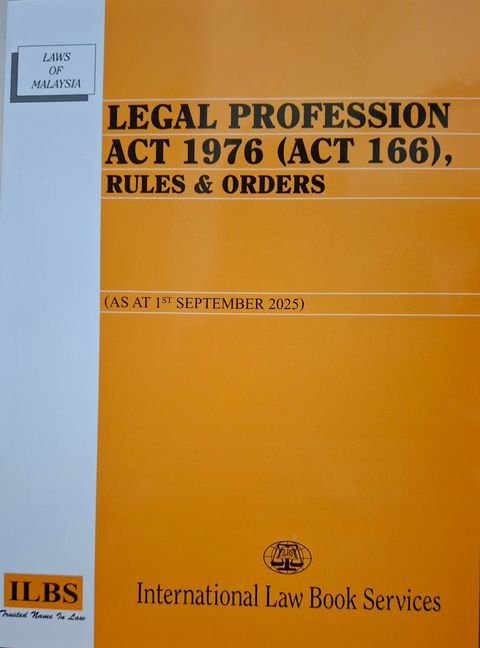 LAWS
OF
MALAYSIA
LEGAL PROFESSION
ACT 1976 (ACT 166),
RULES & ORDERS
(AS AT 1ST SEPTEMBER 2025)
ILBS
International Law Book Services
ILBS
Trusted Name In Law